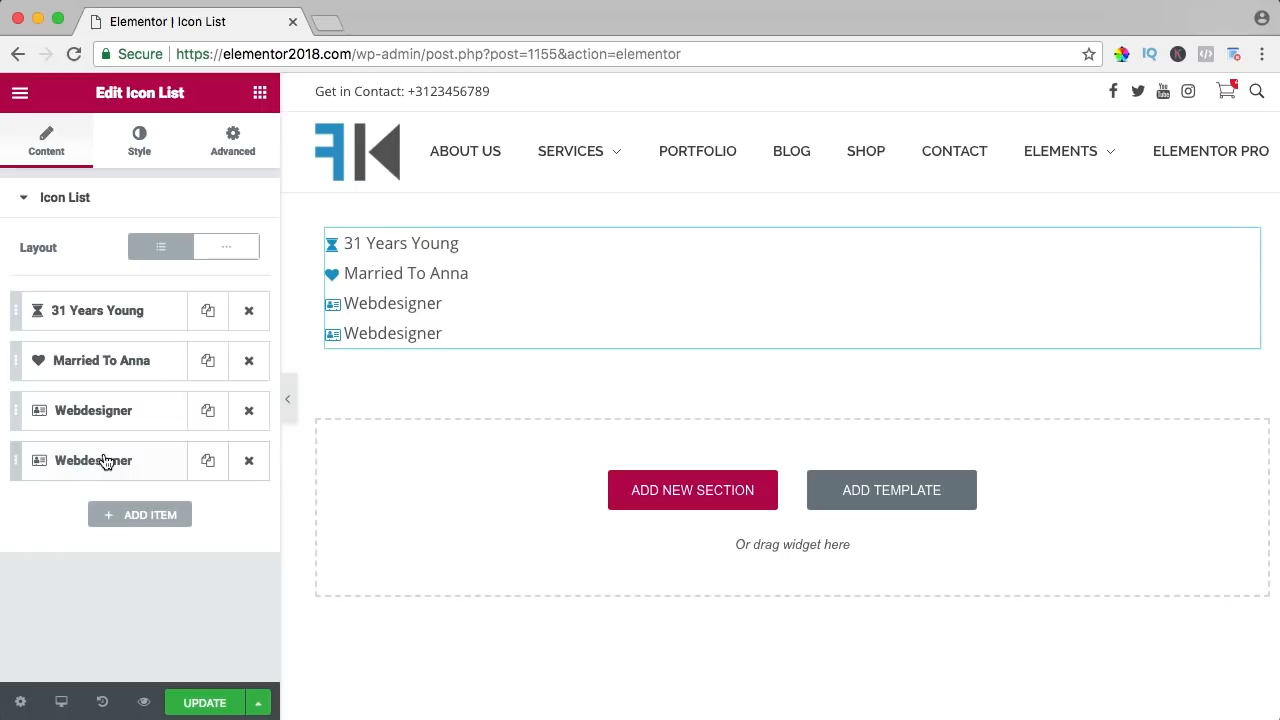 Elementor | Icon List
Secure
https://elementor2018.com/wp-admin/post.php?post=1155&action=elementor
Edit Icon List
Content
Style
Advanced
Icon List
Layout
31 Years Young
Married To Anna
Webdesigner
Webdesigner
+ ADD ITEM
UPDATE
Get in Contact: +3123456789
FK
ABOUT US
SERVICES
PORTFOLIO
BLOG
SHOP
CONTACT
ELEMENTS
ELEMENTOR PRO
31 Years Young
Married To Anna
Webdesigner
Webdesigner
ADD NEW SECTION
ADD TEMPLATE
Or drag widget here